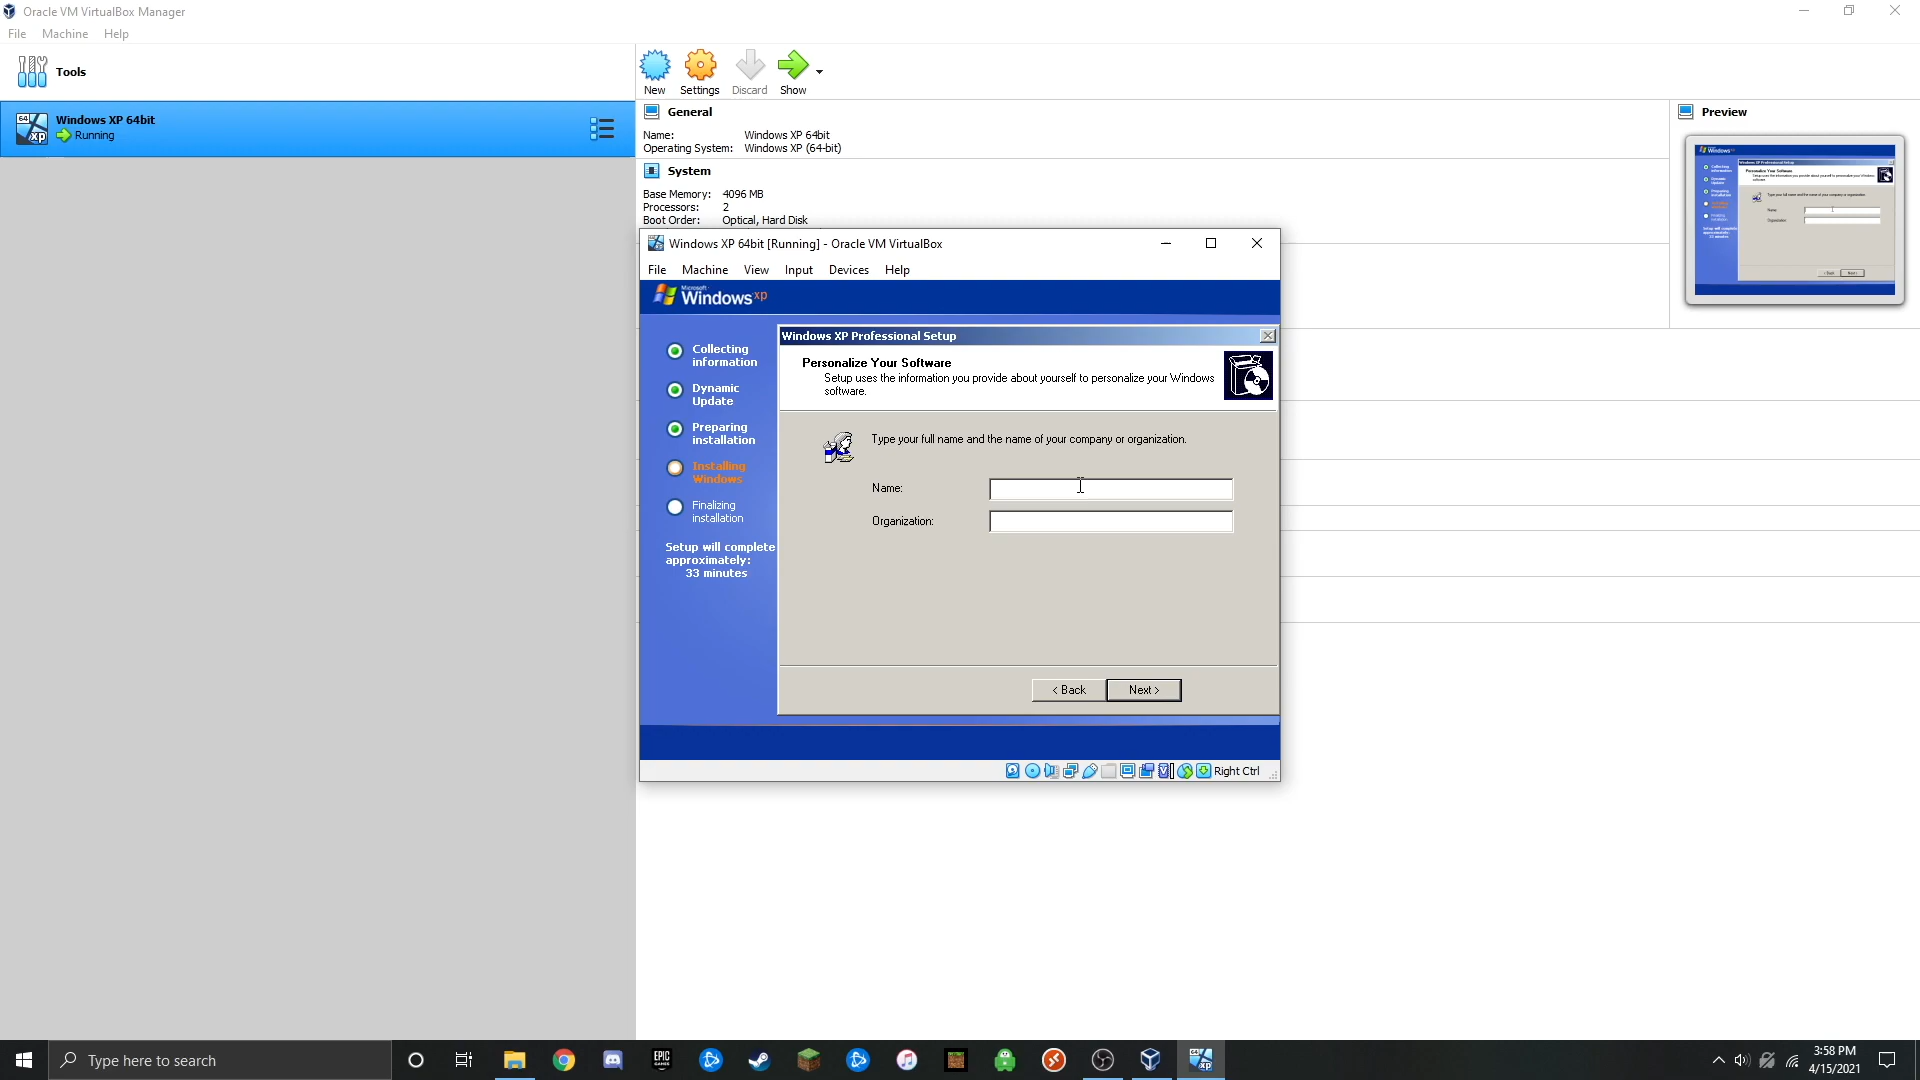 Oracle VM VirtualBox Manager
File Machine Help
Tools
New Settings Discard Show
64 xp Windows XP 64bit
Running
General
Name: Windows XP 64bit
Operating System: Windows XP (64-bit)
System
Base Memory: 4096 MB
Processors: 2
Boot Order: Optical, Hard Disk
Preview
Windows XP 64bit [Running] - Oracle VM VirtualBox
File Machine View Input Devices Help
Microsoft
Windows xp
Collecting
information
Dynamic
Update
Preparing
installation
Installing
Windows
Finalizing
installation
Setup will complete
approximately:
33 minutes
Windows XP Professional Setup
Personalize Your Software
Setup uses the information you provide about yourself to personalize your Windows
software.
Type your full name and the name of your company or organization.
Name:
Organization:
< Back Next >
Right Ctrl
Type here to search
EPIC GAMES
3:58 PM
4/15/2021